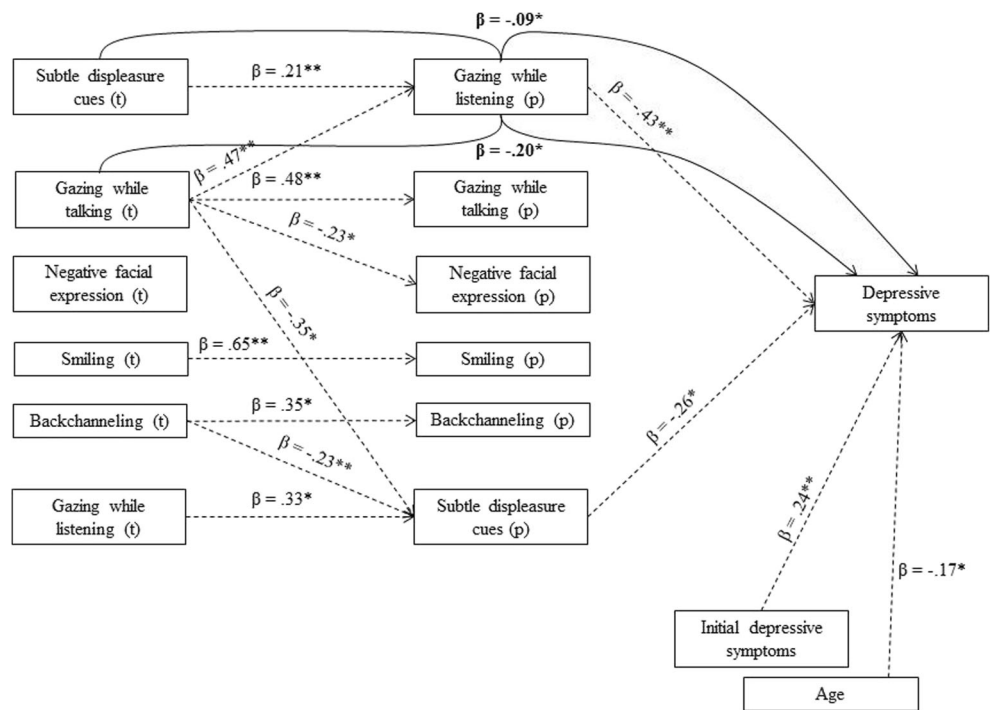 β = -.09*
Subtle displeasure
cues (t)
β = .21**
Gazing while
listening (p)
β = -.43**
β = .47**
β = -.20*
Gazing while
talking (t)
β = .48**
Gazing while
talking (p)
β = -.23*
Negative facial
expression (t)
Negative facial
expression (p)
Depressive
symptoms
β = -.35*
Smiling (t)
β = .65**
Smiling (p)
Backchanneling (t)
β = .35*
Backchanneling (p)
β = -.26*
β = -.23**
Gazing while
listening (t)
β = .33*
Subtle displeasure
cues (p)
β = .24**
β = -.17*
Initial depressive
symptoms
Age